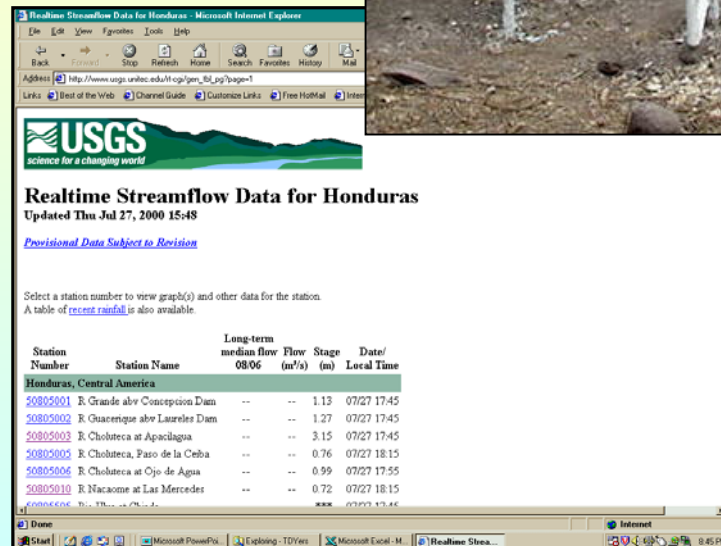 Realtime Streamflow Data for Honduras - Microsoft Internet Explorer
File Edit View Favorites Tools Help
Back Forward Stop Refresh Home Search Favorites History Mail
Address http://www.usgs.unitec.edu/rt-cgi/gen_tbl_pg?page=1
Links Best of the Web Channel Guide Customize Links Free HotMail
USGS
science for a changing world
Realtime Streamflow Data for Honduras
Updated Thu Jul 27, 2000 15:48
Provisional Data Subject to Revision
Select a station number to view graph(s) and other data for the station.
A table of recent rainfall is also available.
Long-term
Station median flow Flow Stage Date/
Number Station Name 08/06 (m³/s) (m) Local Time
Honduras, Central America
50805001 R Grande abv Concepcion Dam -- -- 1.13 07/27 17:45
50805002 R Guacerique abv Laureles Dam -- -- 1.27 07/27 17:45
50805003 R Choluteca at Apacilagua -- -- 3.15 07/27 17:45
50805005 R Choluteca, Paso de la Ceiba -- -- 0.76 07/27 18:15
50805006 R Choluteca at Ojo de Agua -- -- 0.99 07/27 17:55
50805010 R Nacaome at Las Mercedes -- -- 0.72 07/27 18:15
Done Internet
Start Microsoft PowerPoi... Exploring - TDYers Microsoft Excel - M... Realtime Strea... 8:45 P